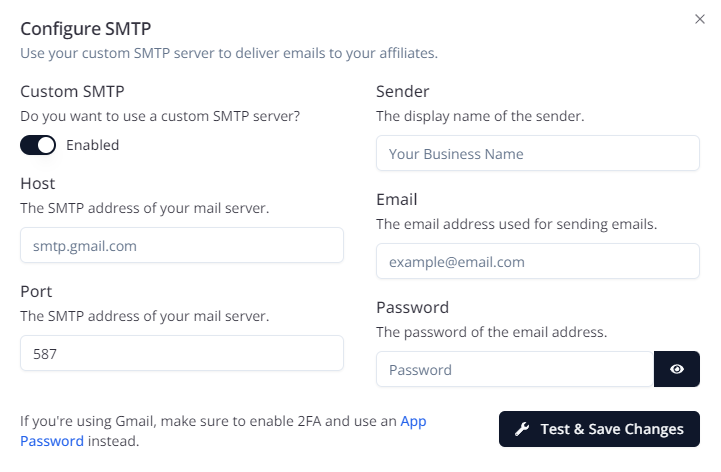 Configure SMTP
Use your custom SMTP server to deliver emails to your affiliates.
Custom SMTP
Do you want to use a custom SMTP server?
Enabled
Host
The SMTP address of your mail server.
smtp.gmail.com
Port
The SMTP address of your mail server.
587
Sender
The display name of the sender.
Your Business Name
Email
The email address used for sending emails.
example@email.com
Password
The password of the email address.
Password
If you're using Gmail, make sure to enable 2FA and use an App
Password instead.
Test & Save Changes